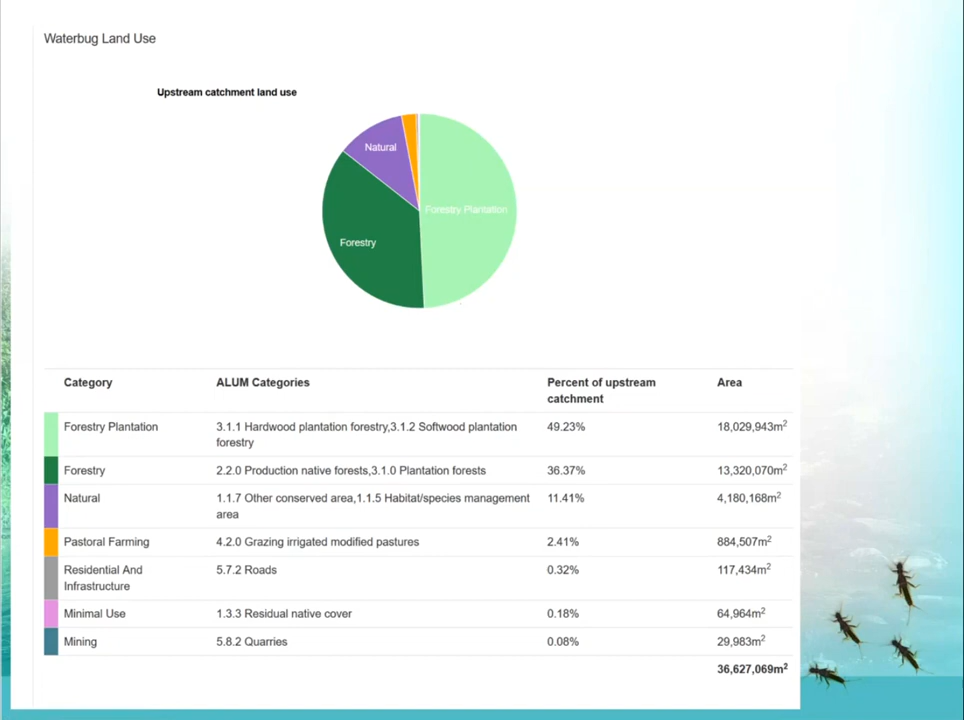 Waterbug Land Use
Upstream catchment land use
Natural
Forestry Plantation
Forestry
Category ALUM Categories Percent of upstream catchment Area
Forestry Plantation 3.1.1 Hardwood plantation forestry,3.1.2 Softwood plantation forestry 49.23% 18,029,943m²
Forestry 2.2.0 Production native forests,3.1.0 Plantation forests 36.37% 13,320,070m²
Natural 1.1.7 Other conserved area,1.1.5 Habitat/species management area 11.41% 4,180,168m²
Pastoral Farming 4.2.0 Grazing irrigated modified pastures 2.41% 884,507m²
Residential And Infrastructure 5.7.2 Roads 0.32% 117,434m²
Minimal Use 1.3.3 Residual native cover 0.18% 64,964m²
Mining 5.8.2 Quarries 0.08% 29,983m²
36,627,069m²